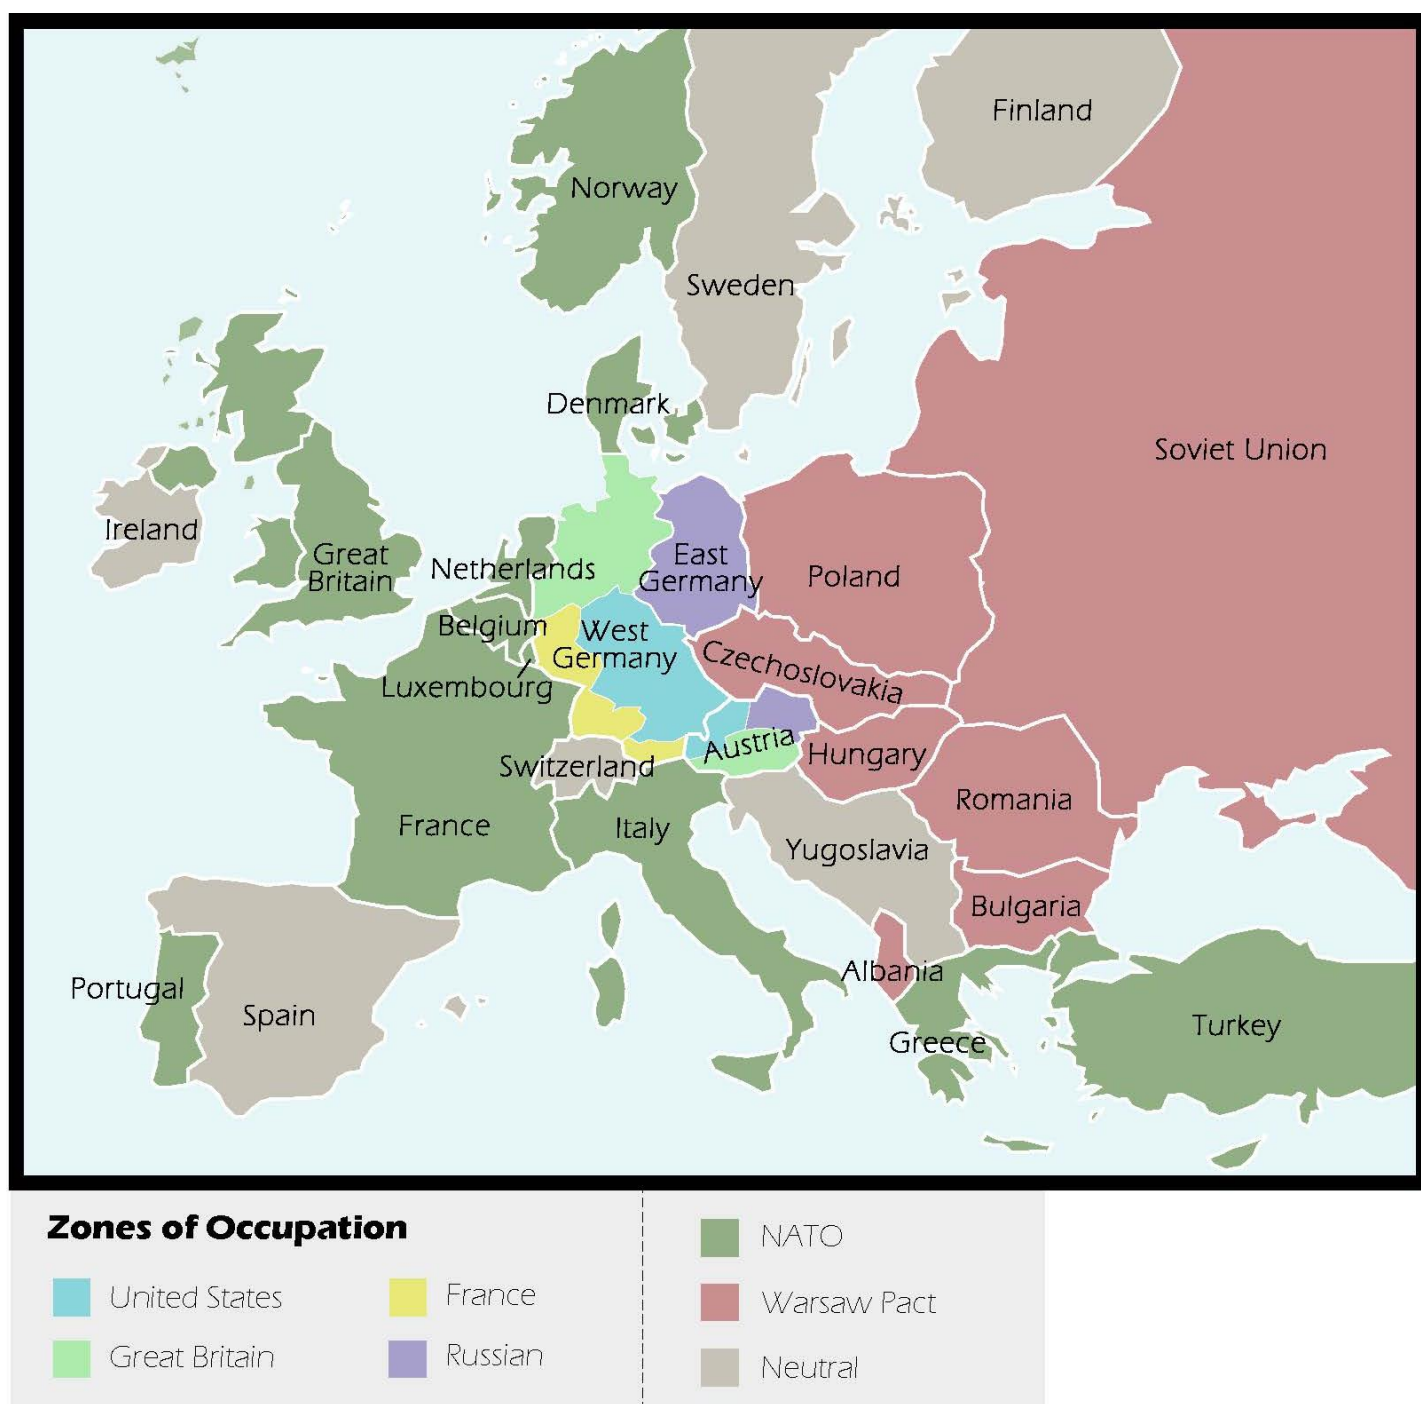 Finland
Norway
Sweden
Denmark
Soviet Union
Ireland
Great
Britain
Netherlands
East
Germany
Poland
Belgium
West
Germany
Czechoslovakia
Luxembourg
Austria
Hungary
Switzerland
Romania
France
Italy
Yugoslavia
Bulgaria
Albania
Portugal
Spain
Turkey
Greece
Zones of Occupation
United States
France
Great Britain
Russian
NATO
Warsaw Pact
Neutral